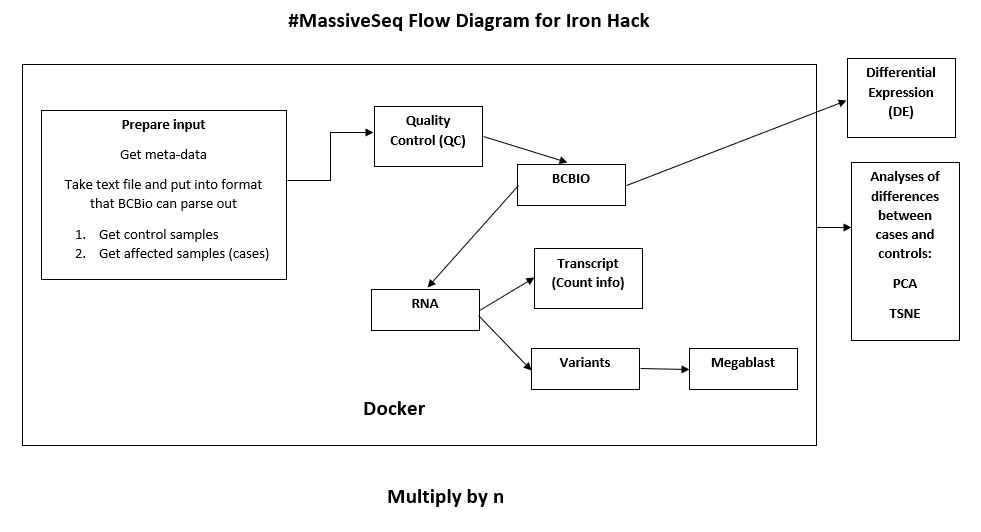 #MassiveSeq Flow Diagram for Iron Hack
Prepare input
Get meta-data
Take text file and put into format
that BCBio can parse out
1. Get control samples
2. Get affected samples (cases)
Quality
Control (QC)
BCBIO
RNA
Transcript
(Count info)
Variants
Megablast
Docker
Differential
Expression
(DE)
Analyses of
differences
between
cases and
controls:
PCA
TSNE
Multiply by n